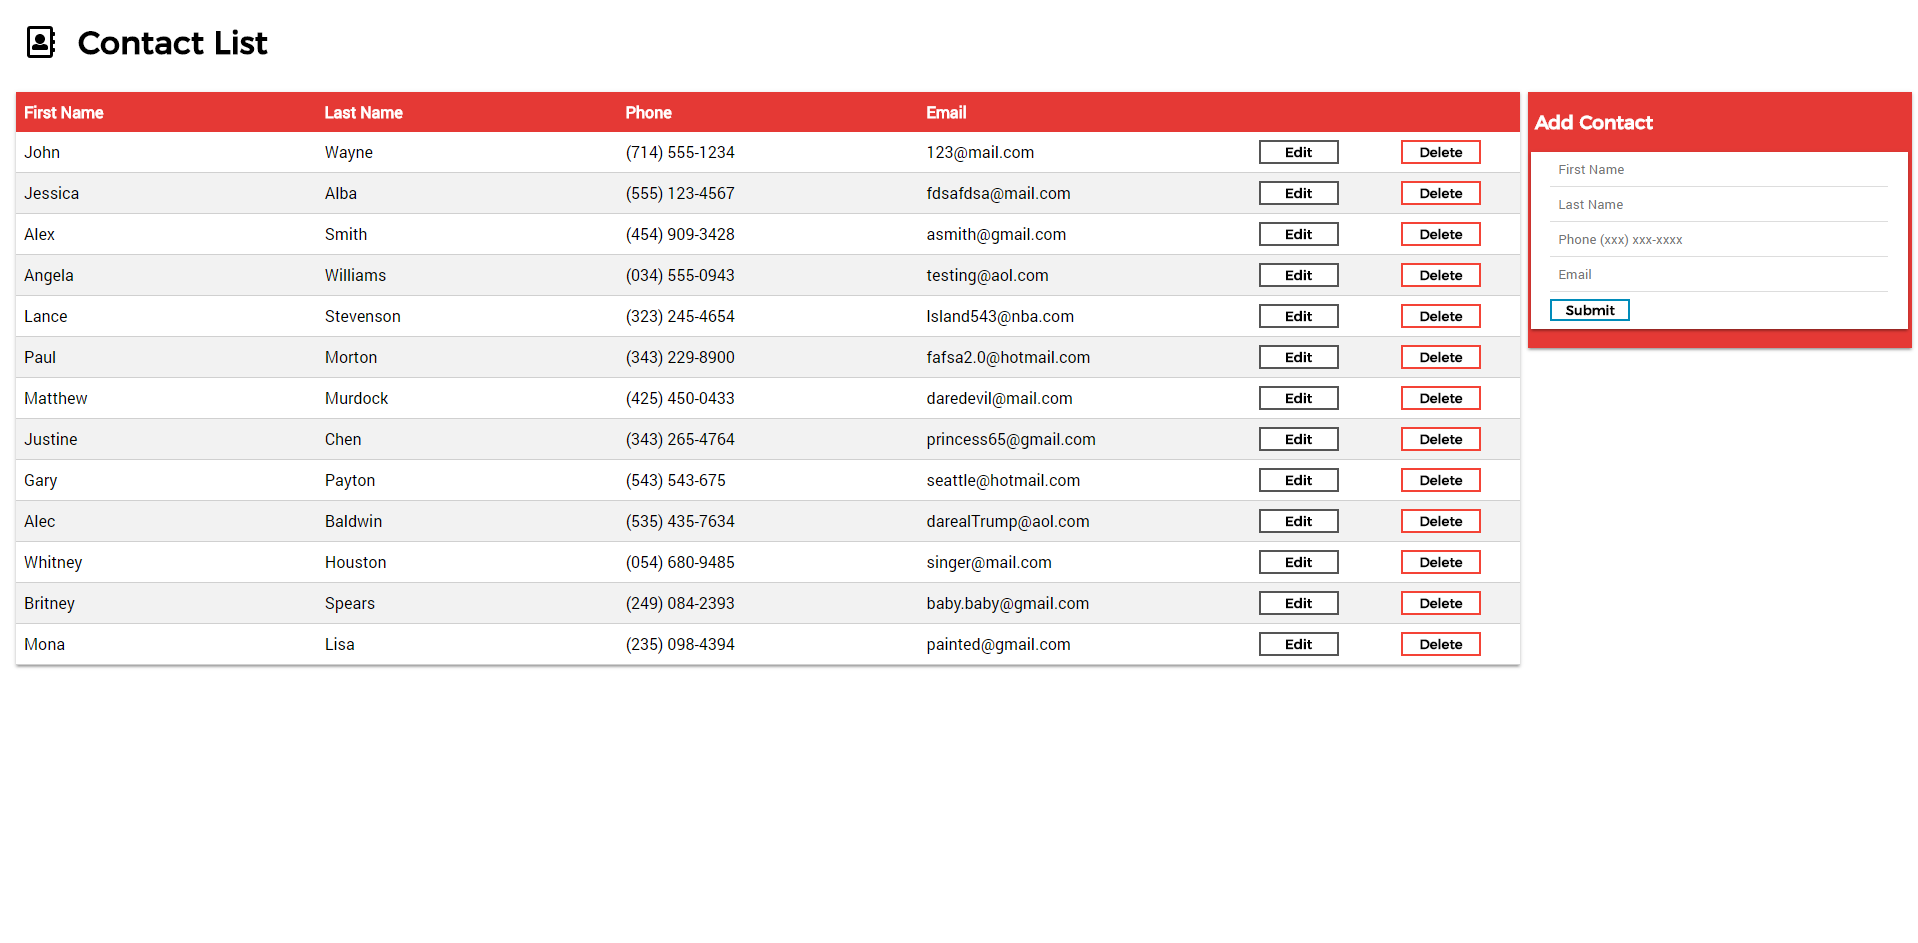 Contact List
First Name Last Name Phone Email
John Wayne (714) 555-1234 123@mail.com Edit Delete
Jessica Alba (555) 123-4567 fdsafdsa@mail.com Edit Delete
Alex Smith (454) 909-3428 asmith@gmail.com Edit Delete
Angela Williams (034) 555-0943 testing@aol.com Edit Delete
Lance Stevenson (323) 245-4654 Island543@nba.com Edit Delete
Paul Morton (343) 229-8900 fafsa2.0@hotmail.com Edit Delete
Matthew Murdock (425) 450-0433 daredevil@mail.com Edit Delete
Justine Chen (343) 265-4764 princess65@gmail.com Edit Delete
Gary Payton (543) 543-675 seattle@hotmail.com Edit Delete
Alec Baldwin (535) 435-7634 darealTrump@aol.com Edit Delete
Whitney Houston (054) 680-9485 singer@mail.com Edit Delete
Britney Spears (249) 084-2393 baby.baby@gmail.com Edit Delete
Mona Lisa (235) 098-4394 painted@gmail.com Edit Delete
Add Contact
First Name
Last Name
Phone (xxx) xxx-xxxx
Email
Submit